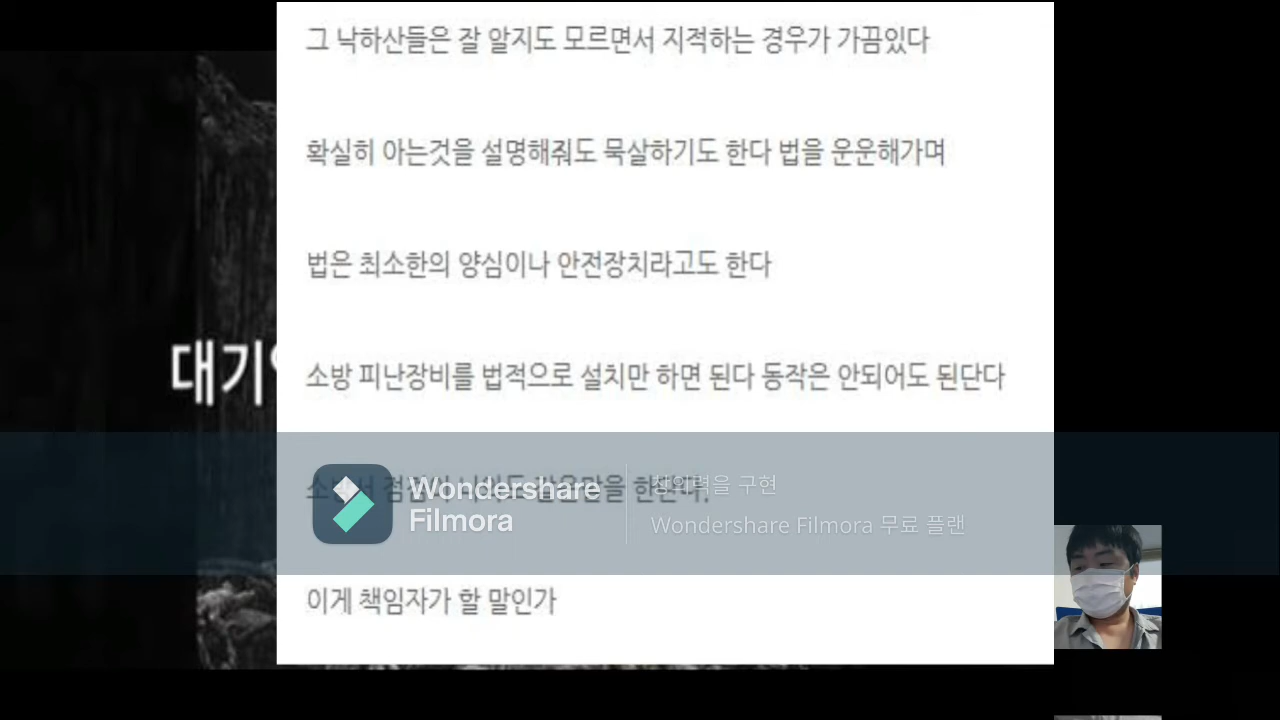 그 낙하산들은 잘 알지도 모르면서 지적하는 경우가 가끔있다
확실히 아는것을 설명해줘도 묵살하기도 한다 법을 운운해가며
법은 최소한의 양심이나 안전장치라고도 한다
대기
소방 피난장비를 법적으로 설치만 하면 된다 동작은 안되어도 된단다
Wondershare
Filmora
창의력을 구현
Wondershare Filmora 무료 플랜
이게 책임자가 할 말인가